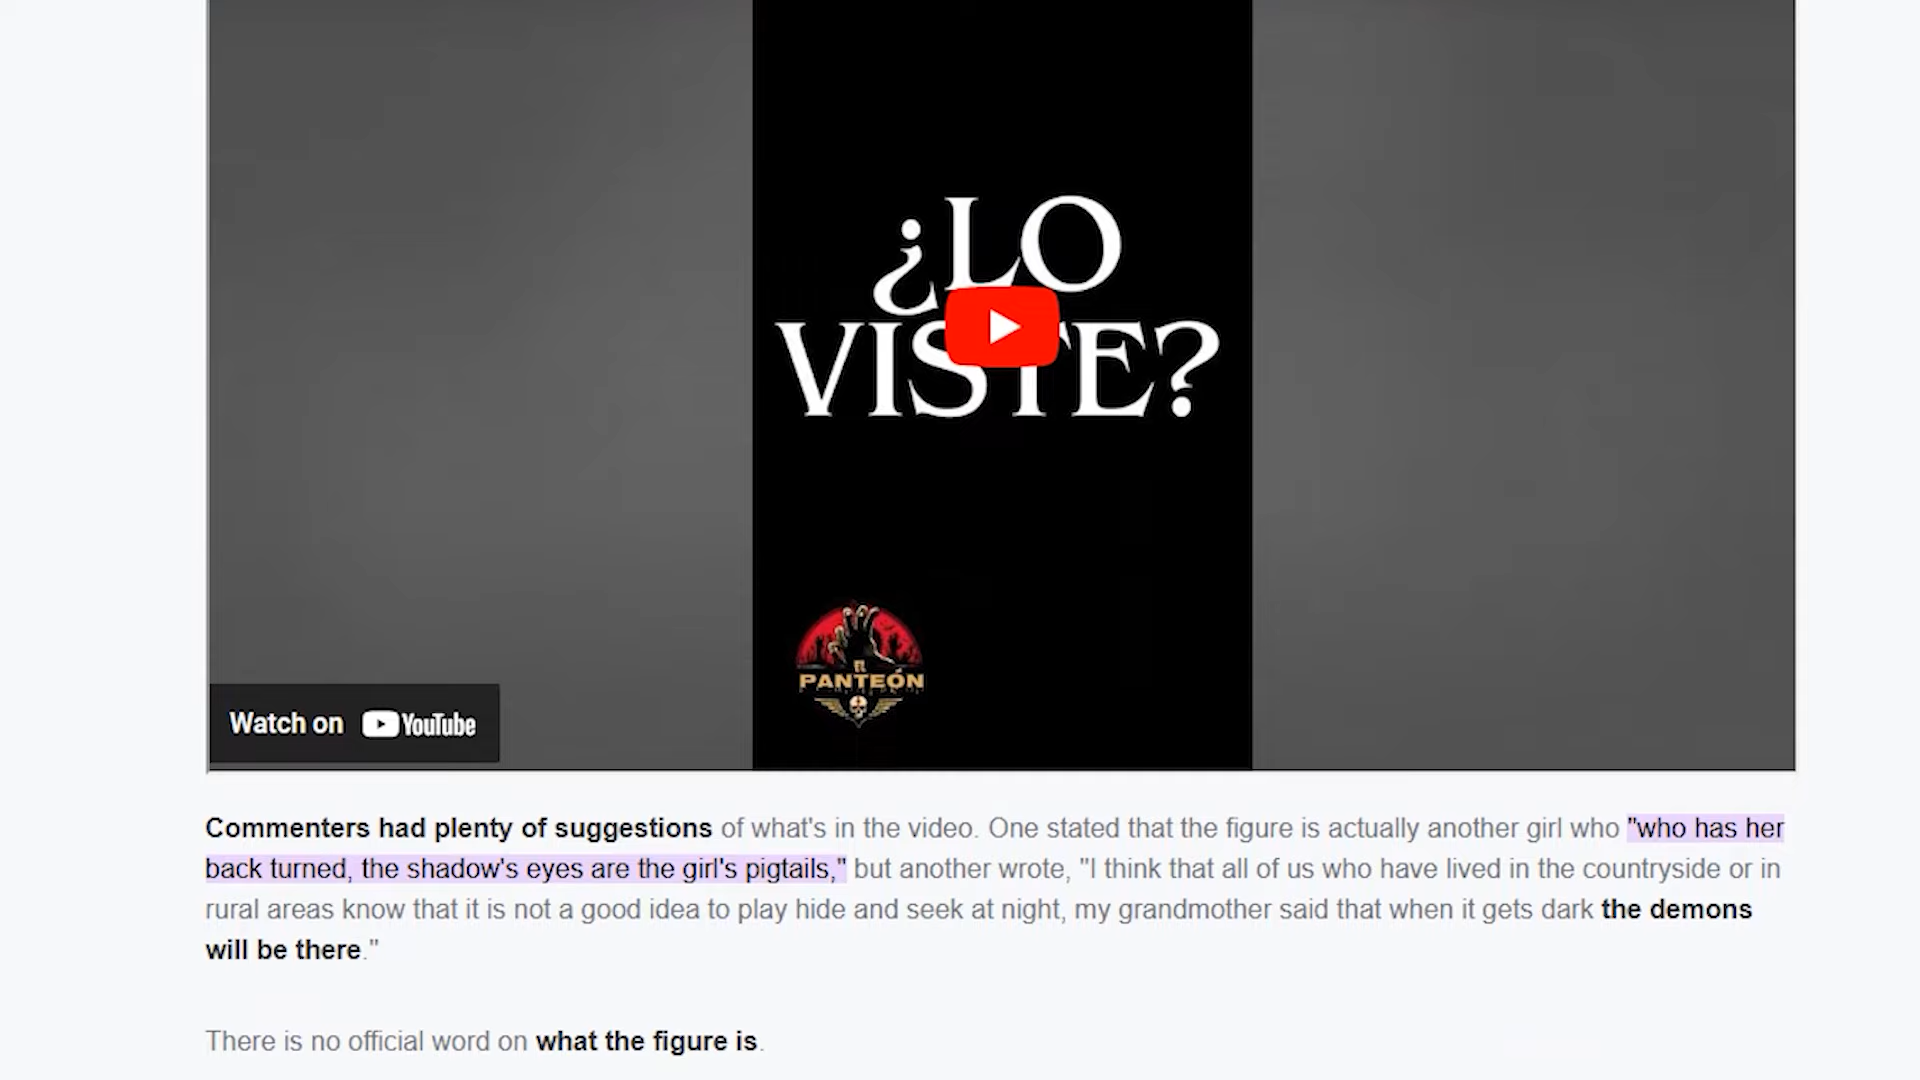 ¿LO
VISTE?
EL
PANTEÓN
Watch on YouTube
Commenters had plenty of suggestions of what's in the video. One stated that the figure is actually another girl who "who has her
back turned, the shadow's eyes are the girl's pigtails," but another wrote, "I think that all of us who have lived in the countryside or in
rural areas know that it is not a good idea to play hide and seek at night, my grandmother said that when it gets dark the demons
will be there."
There is no official word on what the figure is.